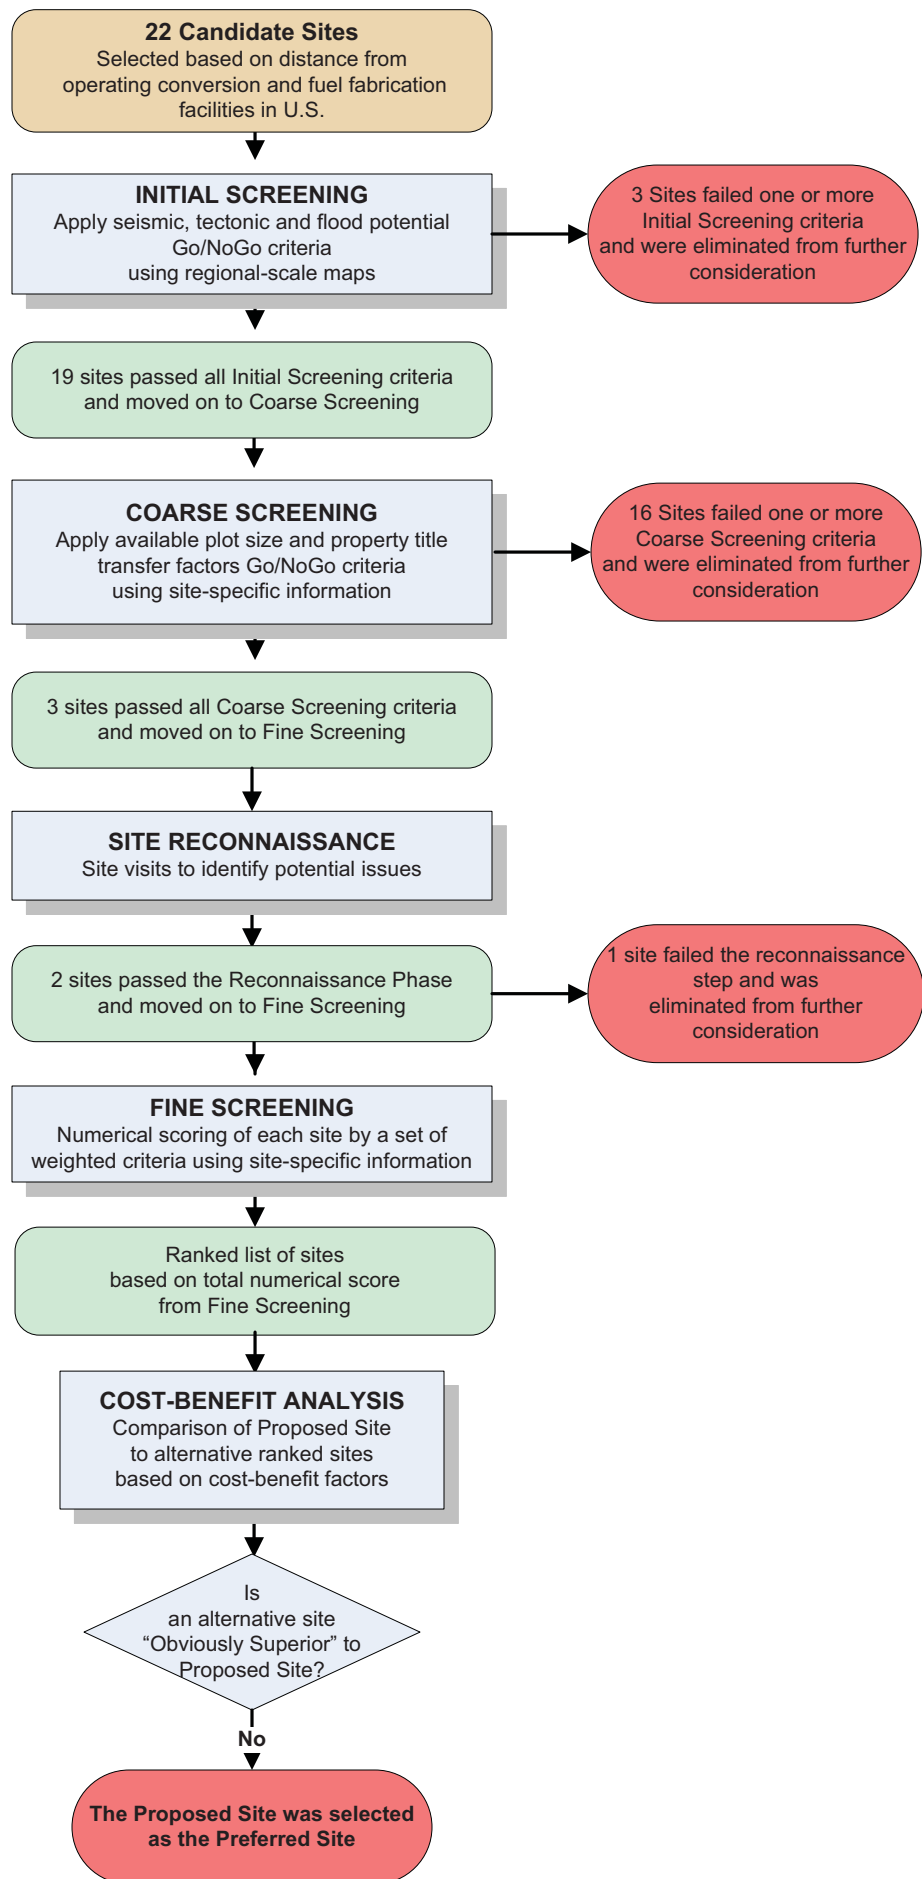 22 Candidate Sites
Selected based on distance from
operating conversion and fuel fabrication
facilities in U.S.
INITIAL SCREENING
Apply seismic, tectonic and flood potential
Go/NoGo criteria
using regional-scale maps
3 Sites failed one or more
Initial Screening criteria
and were eliminated from further
consideration
19 sites passed all Initial Screening criteria
and moved on to Coarse Screening
COARSE SCREENING
Apply available plot size and property title
transfer factors Go/NoGo criteria
using site-specific information
16 Sites failed one or more
Coarse Screening criteria
and were eliminated from further
consideration
3 sites passed all Coarse Screening criteria
and moved on to Fine Screening
SITE RECONNAISSANCE
Site visits to identify potential issues
2 sites passed the Reconnaissance Phase
and moved on to Fine Screening
1 site failed the reconnaissance
step and was
eliminated from further
consideration
FINE SCREENING
Numerical scoring of each site by a set of
weighted criteria using site-specific information
Ranked list of sites
based on total numerical score
from Fine Screening
COST-BENEFIT ANALYSIS
Comparison of Proposed Site
to alternative ranked sites
based on cost-benefit factors
Is
an alternative site
“Obviously Superior” to
Proposed Site?
No
The Proposed Site was selected
as the Preferred Site